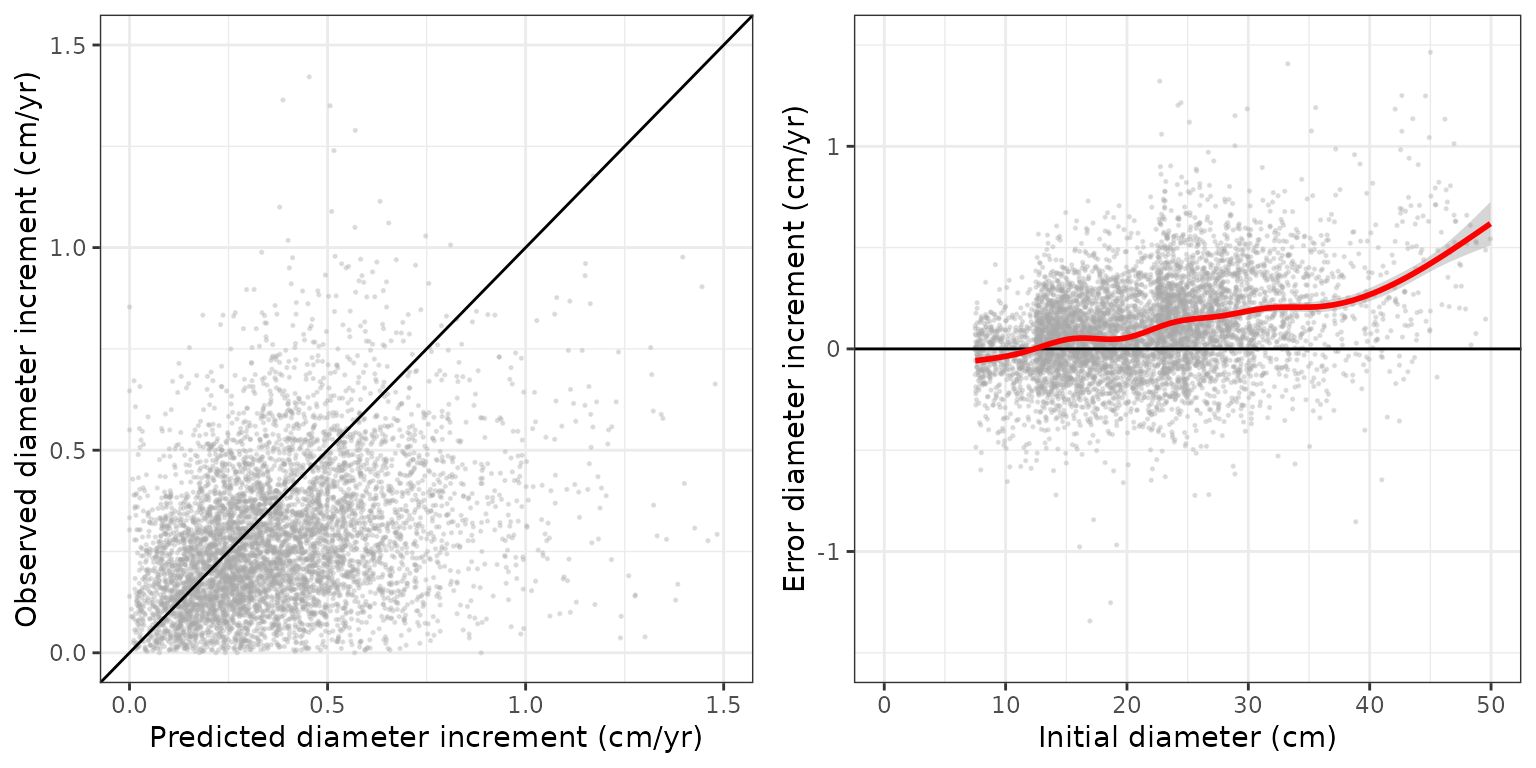 Observed diameter increment (cm/yr)
1.5
1.0
0.5
0.0
0.0 0.5 1.0 1.5
Predicted diameter increment (cm/yr)
Error diameter increment (cm/yr)
1
0
-1
0 10 20 30 40 50
Initial diameter (cm)